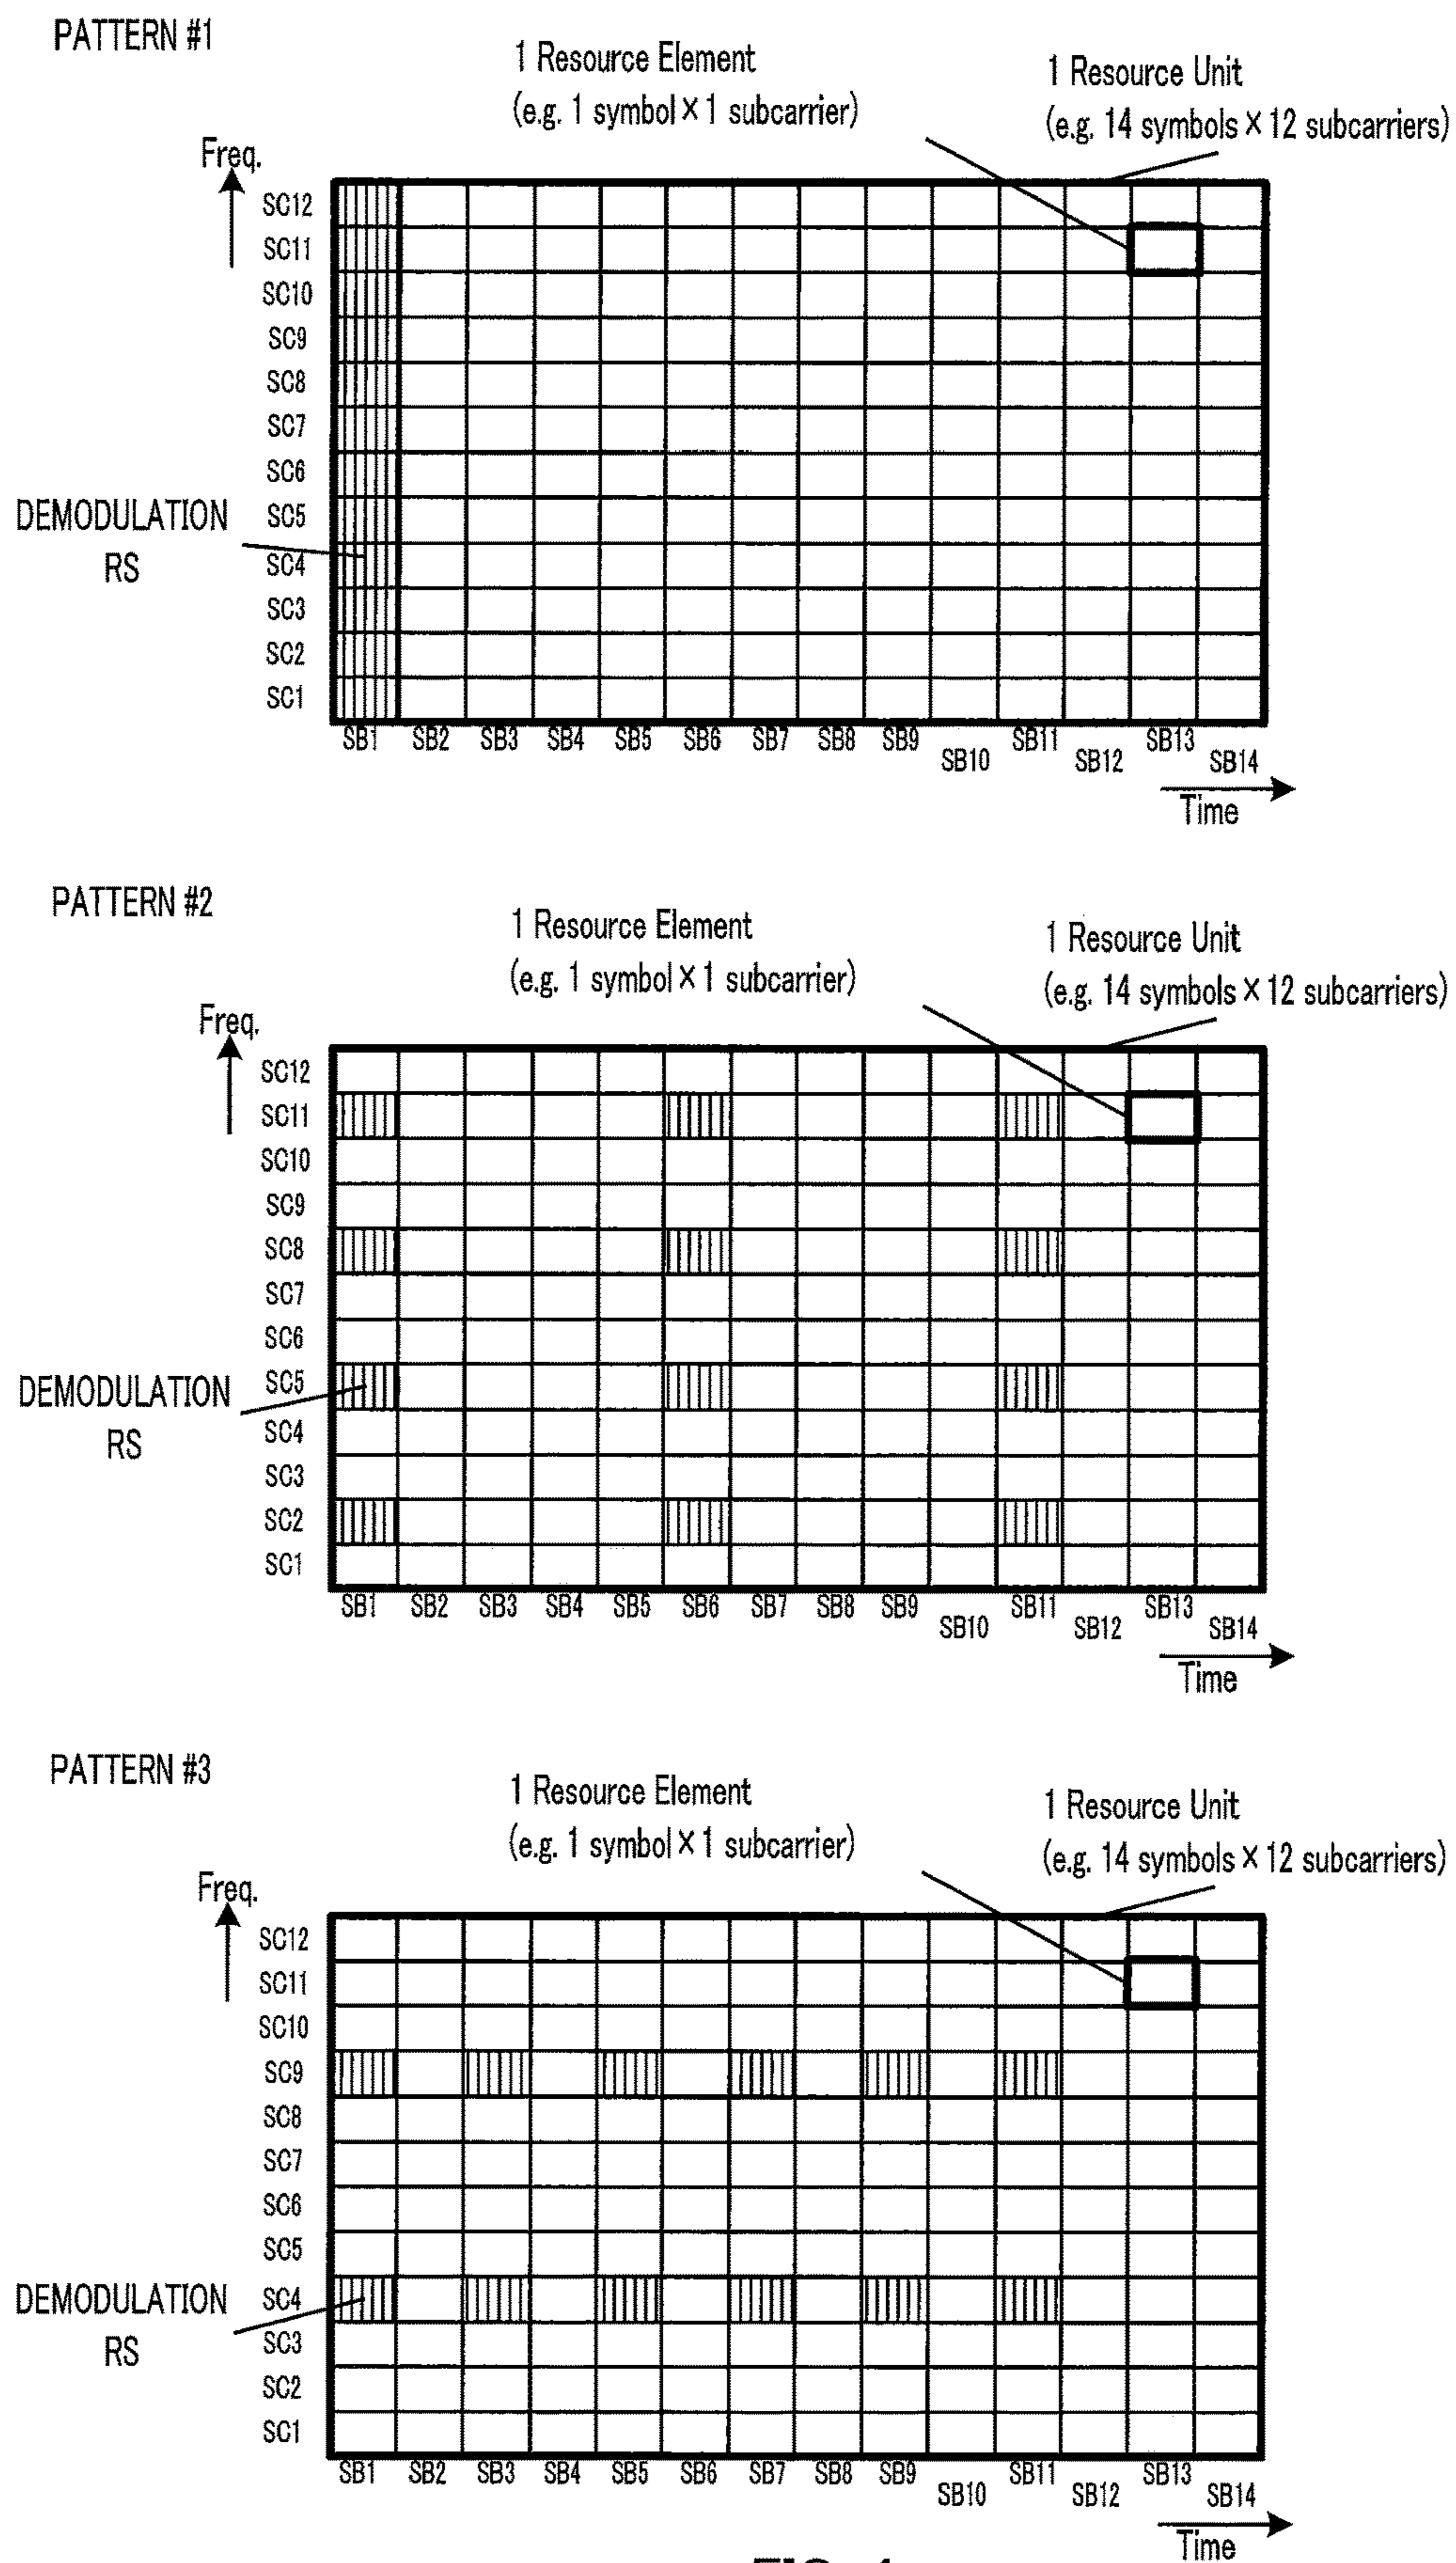 PATTERN #1
1 Resource Element
(e.g. 1 symbol×1 subcarrier)
1 Resource Unit
(e.g. 14 symbols×12 subcarriers)
Freq.
SC12
SC11
SC10
SC9
SC8
SC7
SC6
SC5
SC4
SC3
SC2
SC1
DEMODULATION
RS
SB1 SB2 SB3 SB4 SB5 SB6 SB7 SB8 SB9 SB10 SB11 SB12 SB13 SB14
Time
PATTERN #2
1 Resource Element
(e.g. 1 symbol×1 subcarrier)
1 Resource Unit
(e.g. 14 symbols×12 subcarriers)
Freq.
SC12
SC11
SC10
SC9
SC8
SC7
SC6
SC5
SC4
SC3
SC2
SC1
DEMODULATION
RS
SB1 SB2 SB3 SB4 SB5 SB6 SB7 SB8 SB9 SB10 SB11 SB12 SB13 SB14
Time
PATTERN #3
1 Resource Element
(e.g. 1 symbol×1 subcarrier)
1 Resource Unit
(e.g. 14 symbols×12 subcarriers)
Freq.
SC12
SC11
SC10
SC9
SC8
SC7
SC6
SC5
SC4
SC3
SC2
SC1
DEMODULATION
RS
SB1 SB2 SB3 SB4 SB5 SB6 SB7 SB8 SB9 SB10 SB11 SB12 SB13 SB14
Time